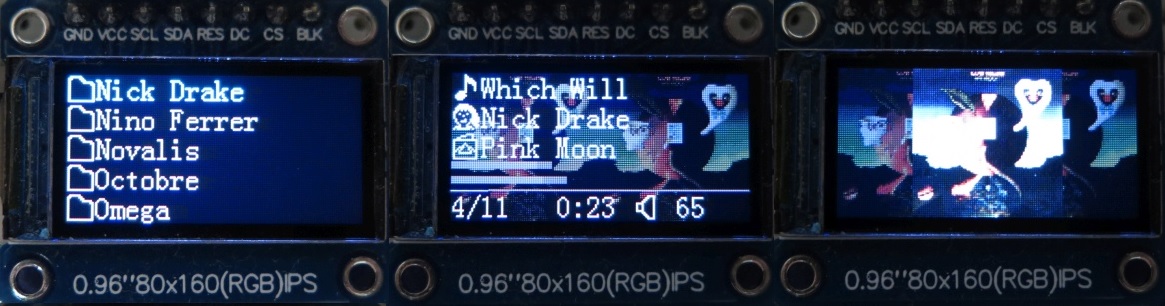 GND VCC SCL SDA RES DC CS BLK
Nick Drake
Nino Ferrer
Novalis
Octobre
Omega
0.96"80x160(RGB)IPS
GND VCC SCL SDA RES DC CS BLK
Which Will
Nick Drake
Pink Moon
4/11 0:23 65
0.96"80x160(RGB)IPS
GND VCC SCL SDA RES DC CS BLK
0.96"80x160(RGB)IPS